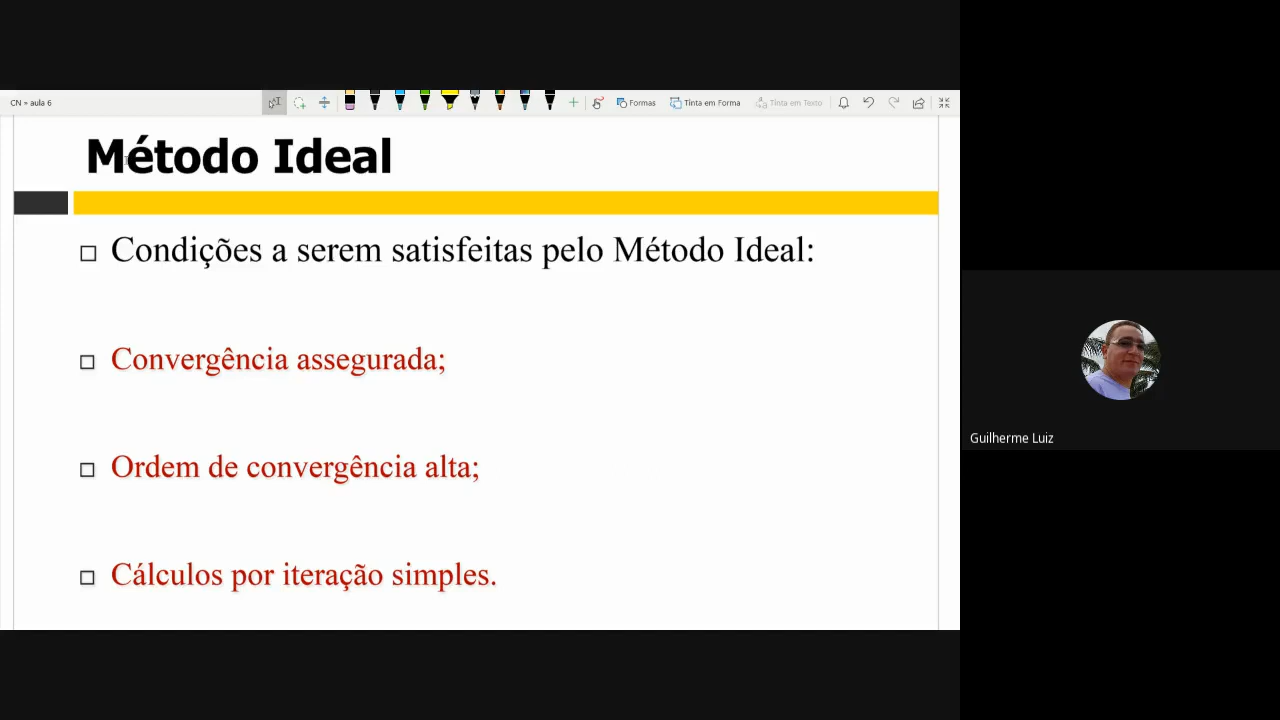 CN = aula 6
Formas
Tinta em Forma
Tinta em Texto
Método Ideal
Condições a serem satisfeitas pelo Método Ideal:
Convergência assegurada;
Ordem de convergência alta;
Cálculos por iteração simples.
Guilherme Luiz